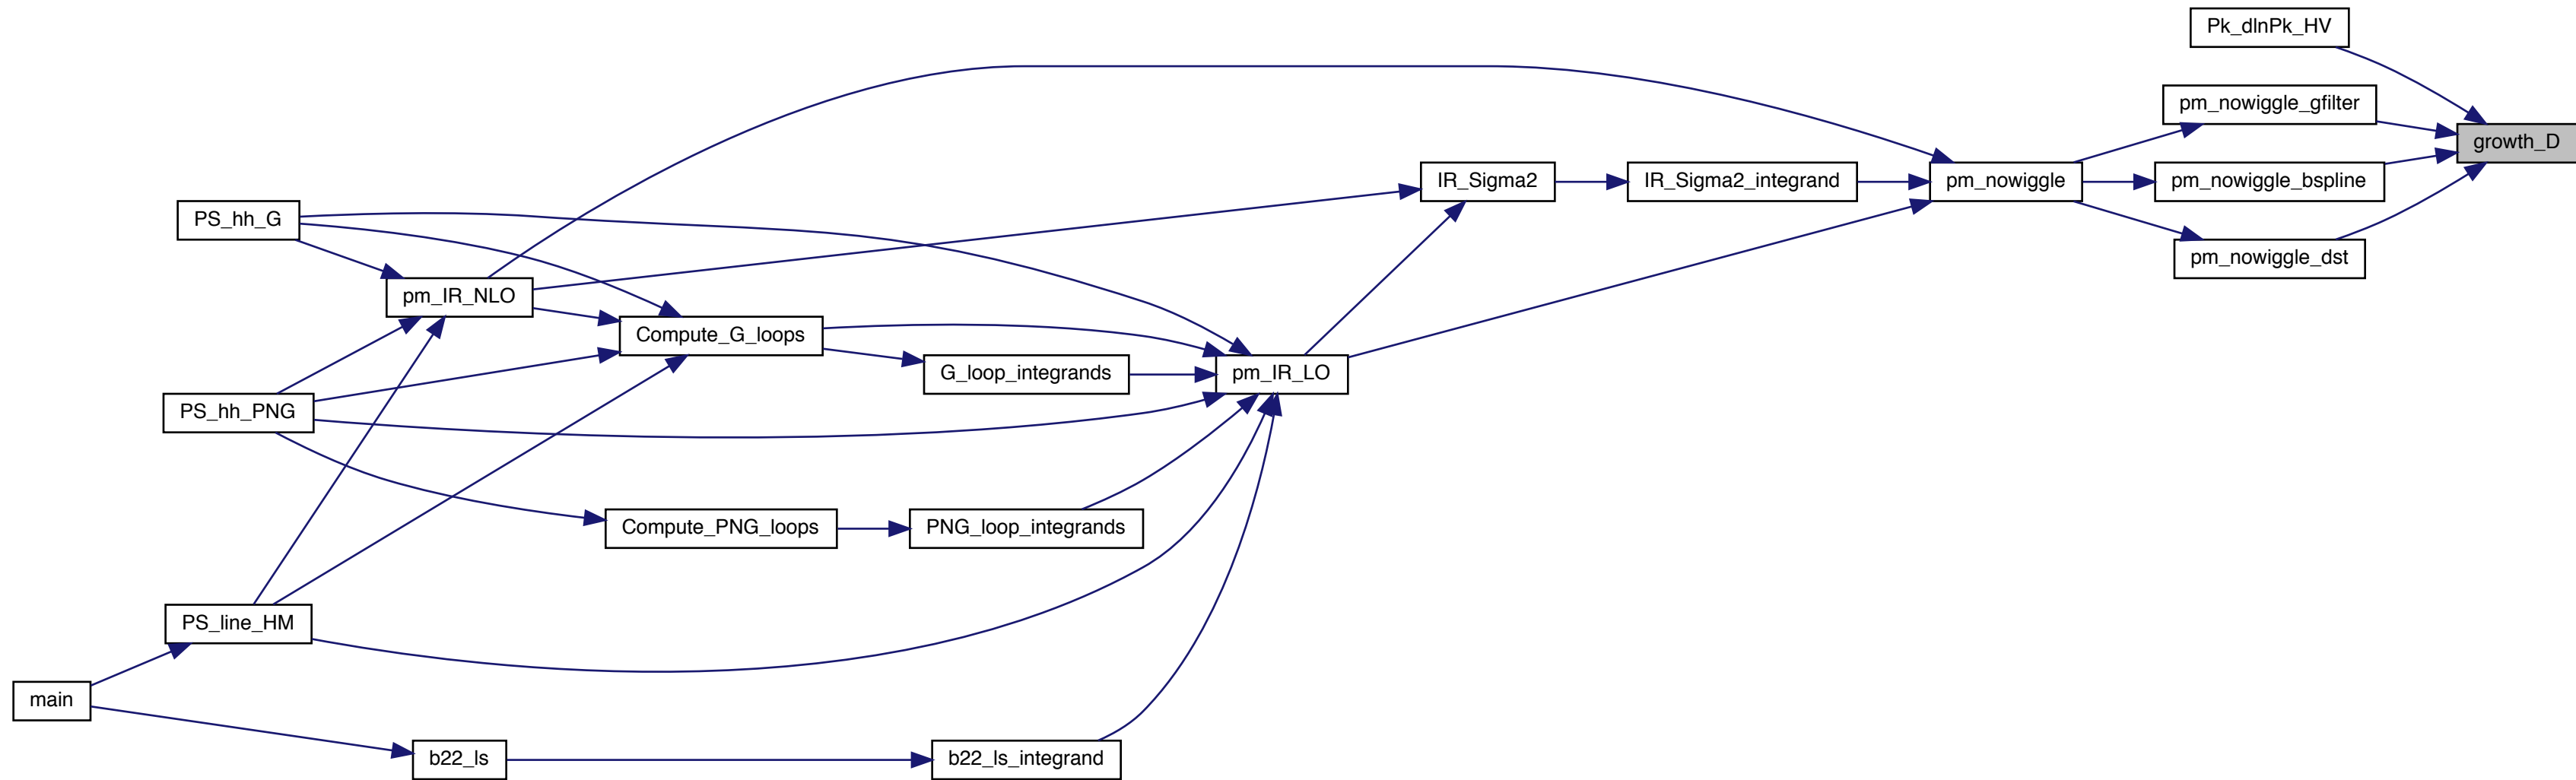 Pk_dlnPk_HV
pm_nowiggle_gfilter
growth_D
IR_Sigma2
IR_Sigma2_integrand
pm_nowiggle
pm_nowiggle_bspline
PS_hh_G
pm_nowiggle_dst
pm_IR_NLO
Compute_G_loops
G_loop_integrands
pm_IR_LO
PS_hh_PNG
Compute_PNG_loops
PNG_loop_integrands
PS_line_HM
main
b22_ls
b22_ls_integrand